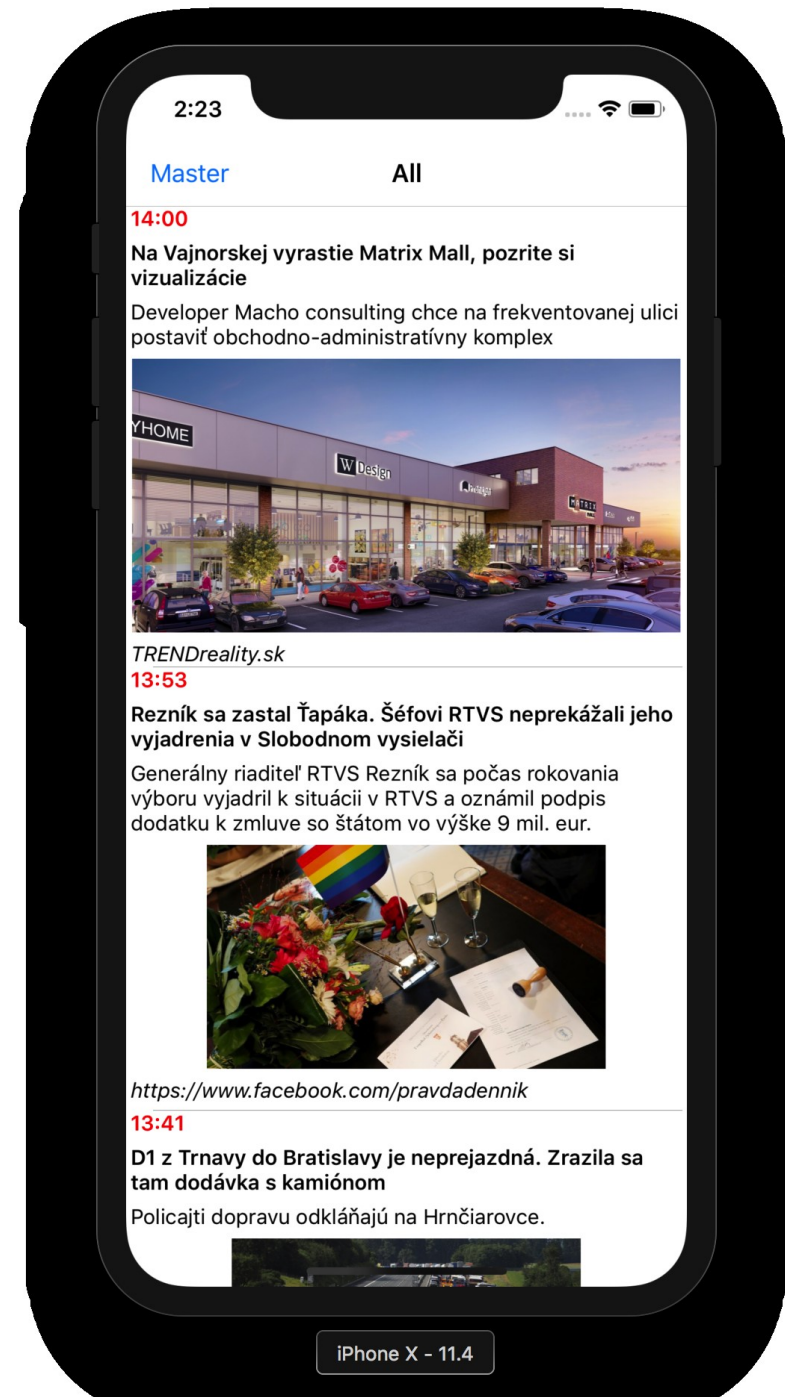 2:23
Master
All
14:00
Na Vajnorskej vyrastie Matrix Mall, pozrite si
vizualizácie
Developer Macho consulting chce na frekventovanej ulici
postaviť obchodno-administratívny komplex
YHOME
W Design
MATRIX
TRENDreality.sk
13:53
Rezník sa zastal Ťapáka. Šéfovi RTVS neprekážali jeho
vyjadrenia v Slobodnom vysielači
Generálny riaditeľ RTVS Rezník sa počas rokovania
výboru vyjadril k situácii v RTVS a oznámil podpis
dodatku k zmluve so štátom vo výške 9 mil. eur.
https://www.facebook.com/pravdadennik
13:41
D1 z Trnavy do Bratislavy je neprejazdná. Zrazila sa
tam dodávka s kamiónom
Policajti dopravu odkláňajú na Hrnčiarovce.
iPhone X - 11.4